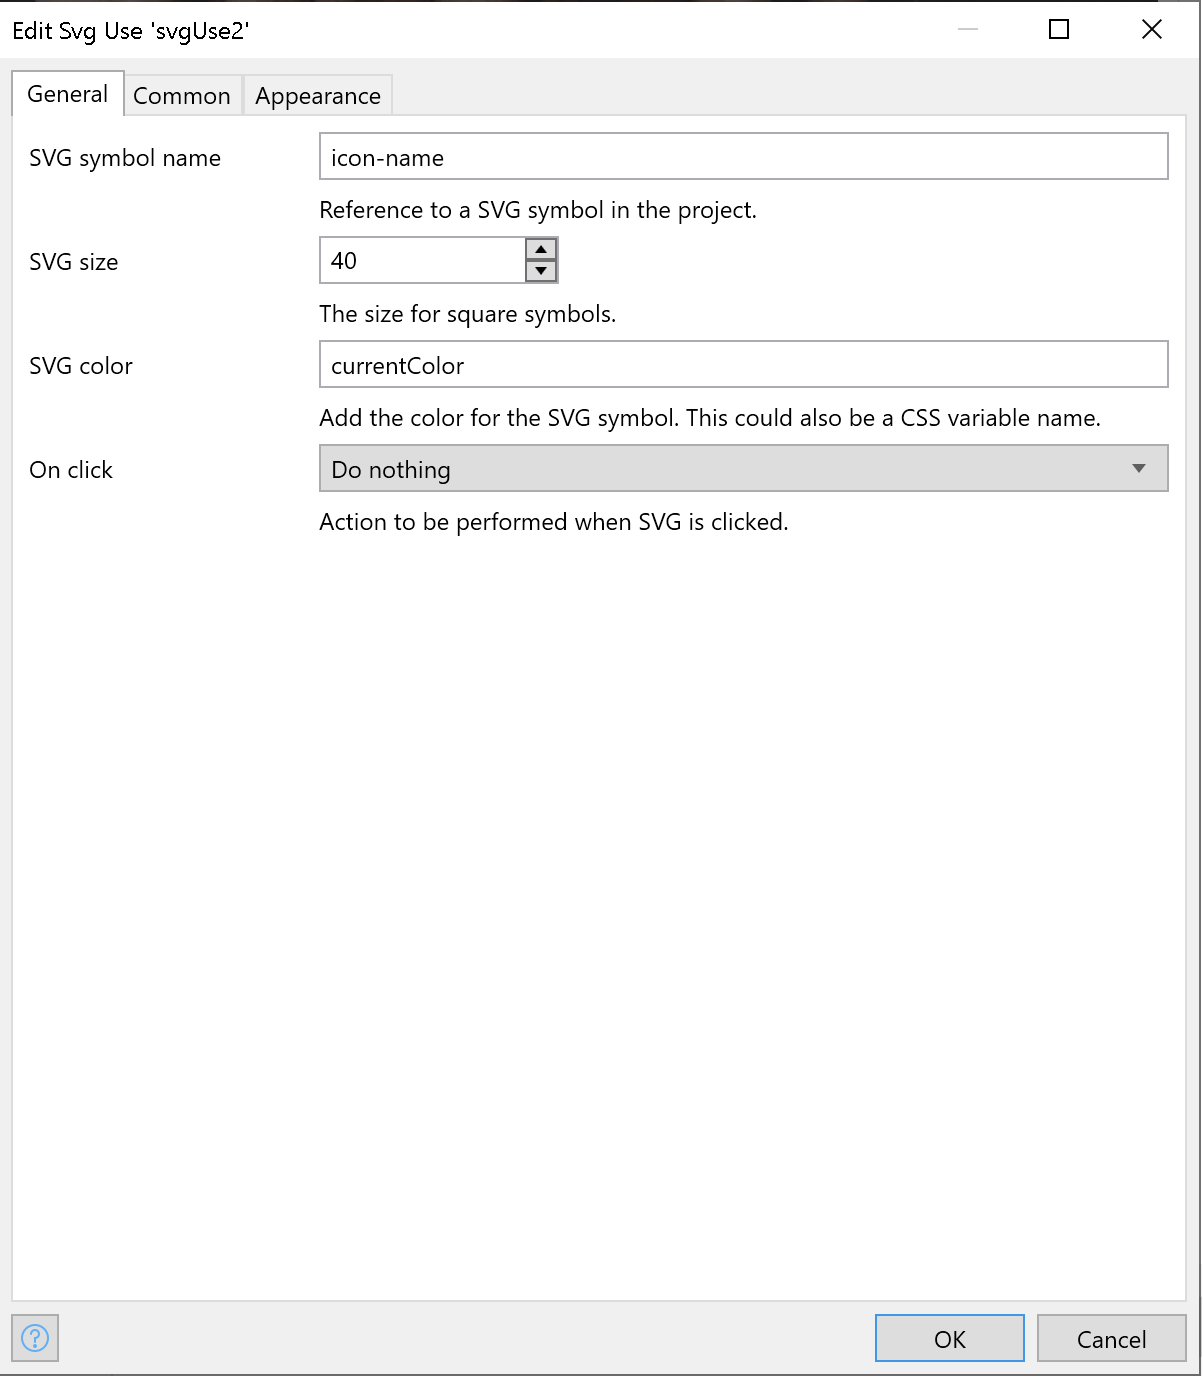 Edit Svg Use 'svgUse2'
General Common Appearance
SVG symbol name icon-name
Reference to a SVG symbol in the project.
SVG size 40
The size for square symbols.
SVG color currentColor
Add the color for the SVG symbol. This could also be a CSS variable name.
On click Do nothing
Action to be performed when SVG is clicked.
? OK Cancel